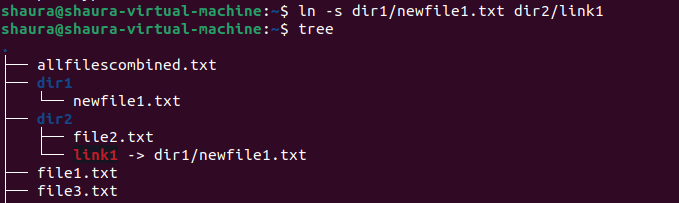 shaura@shaura-virtual-machine:~$ ln -s dir1/newfile1.txt dir2/link1
shaura@shaura-virtual-machine:~$ tree
.
├── allfilescombined.txt
├── dir1
│   └── newfile1.txt
├── dir2
│   ├── file2.txt
│   └── link1 -> dir1/newfile1.txt
├── file1.txt
├── file3.txt